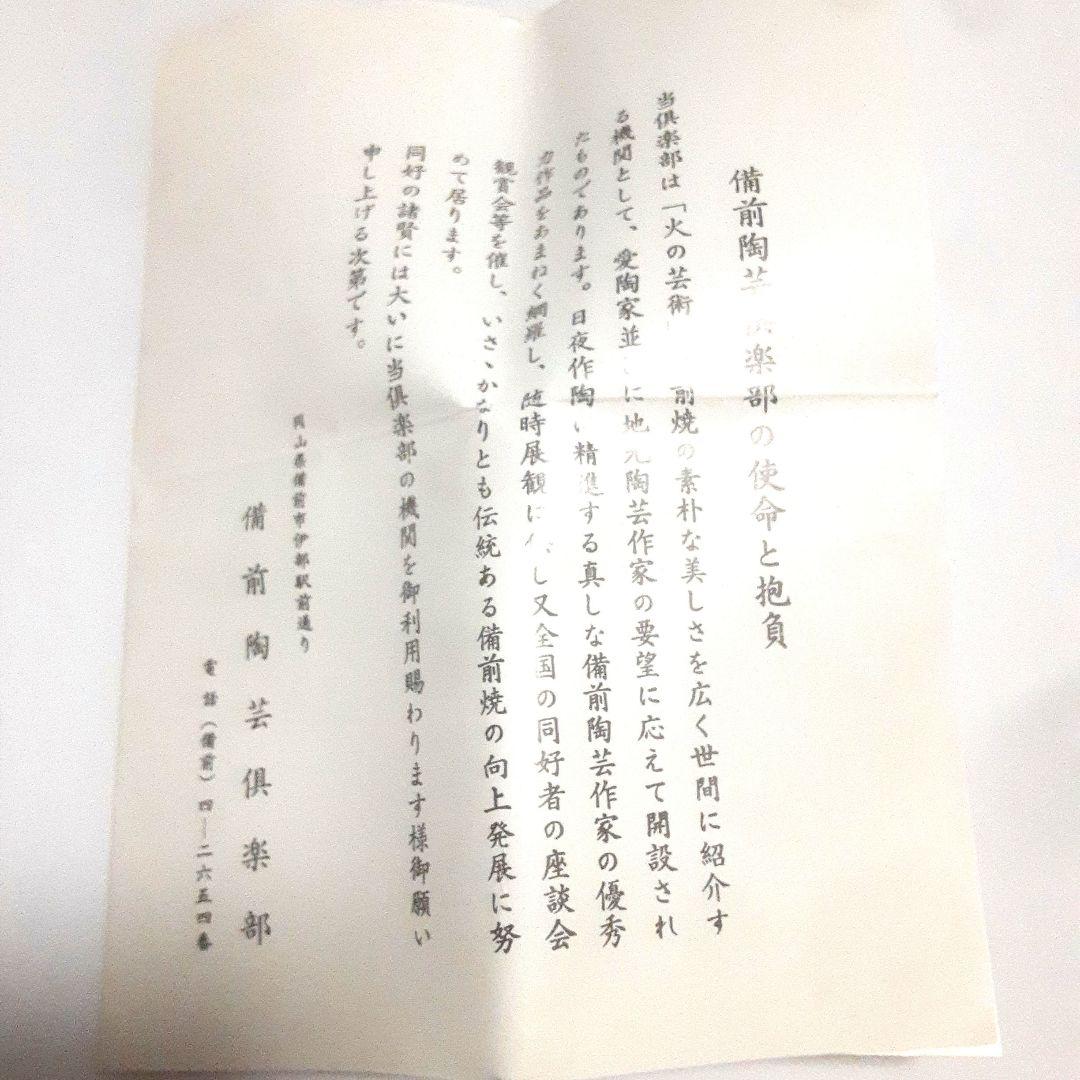 備前陶芸倶楽部の使命と抱負
当倶楽部は「火の芸術 前焼の素朴な美しさを広く世間に紹介す
る機関として、愛陶家並 に地元陶芸作家の要望に応えて開設され
たものであります。日夜作陶に精進する真しな備前陶芸作家の優秀
力作品をあまねく網羅し、随時展観に し又全国の同好者の座談会
観賞会等を催し、いさゝかなりとも伝統ある備前焼の向上発展に努
めて居ります。
同好の諸賢には大いに当倶楽部の機関を御利用賜わります様御願い
申し上げる次第です。
岡山県備前市伊部駅前通り
備前陶芸倶楽部
電話(備前)四―二六五四番